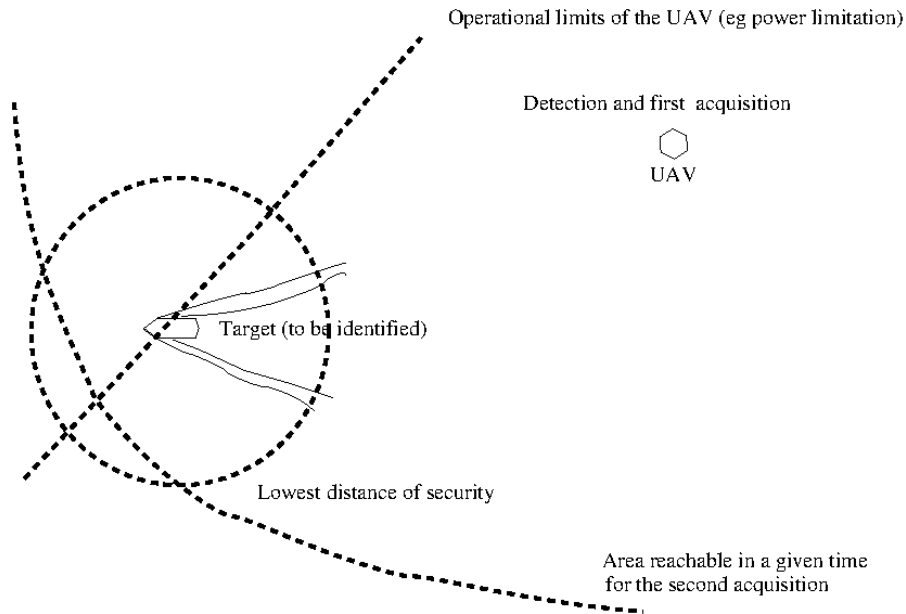 Operational limits of the UAV (eg power limitation)
Detection and first acquisition
UAV
Target (to be identified)
Lowest distance of security
Area reachable in a given time
for the second acquisition